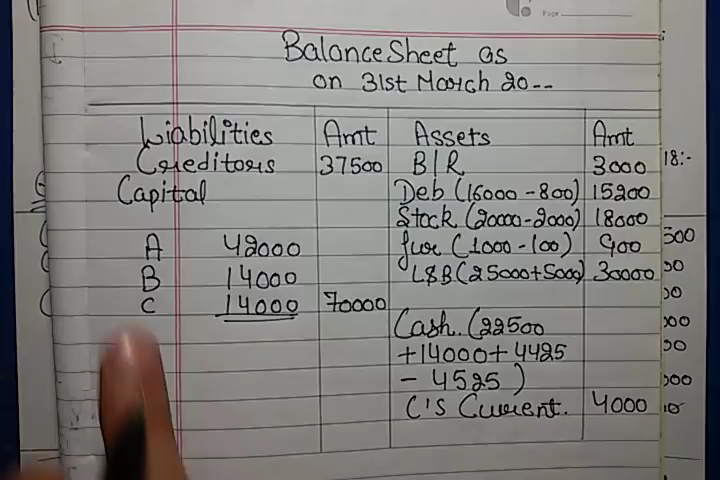 Balance Sheet as
on 31st March 20--
Liabilities Amt Assets Amt
Creditors 37500 B/R 3000
Capital Deb (16000 - 800) 15200
Stock (20000 - 2000) 18000
A 42000 fur (1000 - 100) 900
B 14000 L&B (25000 + 5000) 30000
C 14000 70000
Cash. (22500
+14000 + 4425
- 4525 )
C'S Current. 4000
18:-